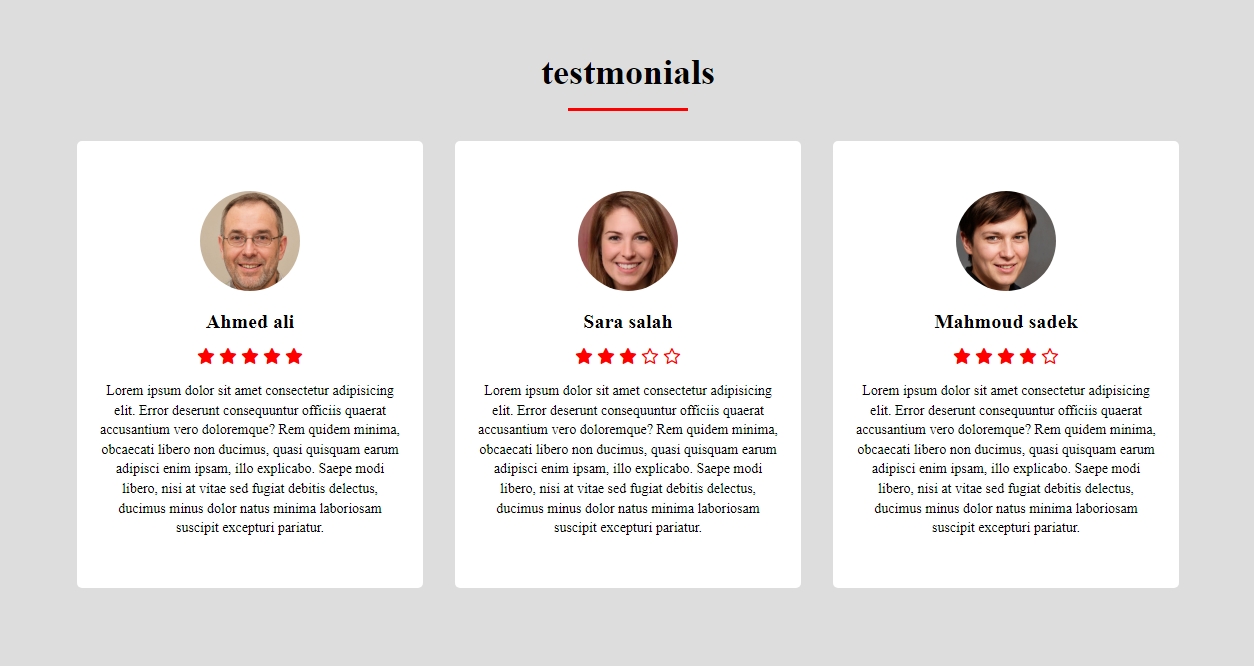 testmonials
Ahmed ali
Lorem ipsum dolor sit amet consectetur adipisicing
elit. Error deserunt consequuntur officiis quaerat
accusantium vero doloremque? Rem quidem minima,
obcaecati libero non ducimus, quasi quisquam earum
adipisci enim ipsam, illo explicabo. Saepe modi
libero, nisi at vitae sed fugiat debitis delectus,
ducimus minus dolor natus minima laboriosam
suscipit excepturi pariatur.
Sara salah
Lorem ipsum dolor sit amet consectetur adipisicing
elit. Error deserunt consequuntur officiis quaerat
accusantium vero doloremque? Rem quidem minima,
obcaecati libero non ducimus, quasi quisquam earum
adipisci enim ipsam, illo explicabo. Saepe modi
libero, nisi at vitae sed fugiat debitis delectus,
ducimus minus dolor natus minima laboriosam
suscipit excepturi pariatur.
Mahmoud sadek
Lorem ipsum dolor sit amet consectetur adipisicing
elit. Error deserunt consequuntur officiis quaerat
accusantium vero doloremque? Rem quidem minima,
obcaecati libero non ducimus, quasi quisquam earum
adipisci enim ipsam, illo explicabo. Saepe modi
libero, nisi at vitae sed fugiat debitis delectus,
ducimus minus dolor natus minima laboriosam
suscipit excepturi pariatur.